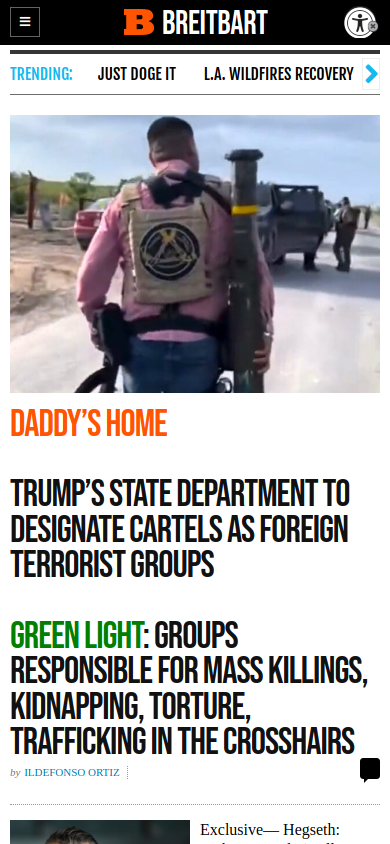 BREITBART
TRENDING:
JUST DOGE IT
L.A. WILDFIRES RECOVERY
DADDY'S HOME
TRUMP'S STATE DEPARTMENT TO
DESIGNATE CARTELS AS FOREIGN
TERRORIST GROUPS
GREEN LIGHT: GROUPS
RESPONSIBLE FOR MASS KILLINGS,
KIDNAPPING, TORTURE,
TRAFFICKING IN THE CROSSHAIRS
by ILDEFONSO ORTIZ
Exclusive— Hegseth: